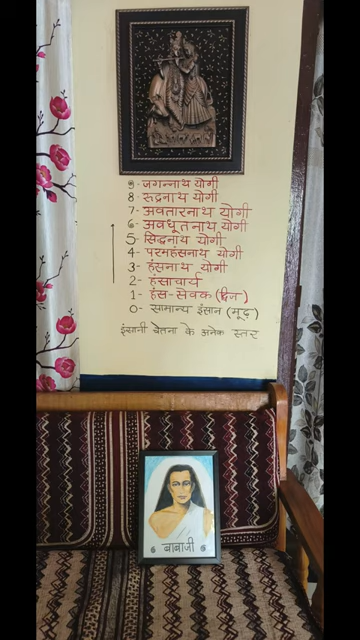 9- जगन्नाथ योगी
8- रुद्रनाथ योगी
7- अवतारनाथ योगी
6- अवधूतनाथ योगी
5- सिद्धनाथ योगी
4- परमहंसनाथ योगी
3- हंसनाथ योगी
2- हंसाचार्य
1- हंस-सेवक (द्विज)
0- सामान्य इंसान (मूढ़)
इंसानी चेतना के अनेक स्तर
ॐ बाबाजी ॐ